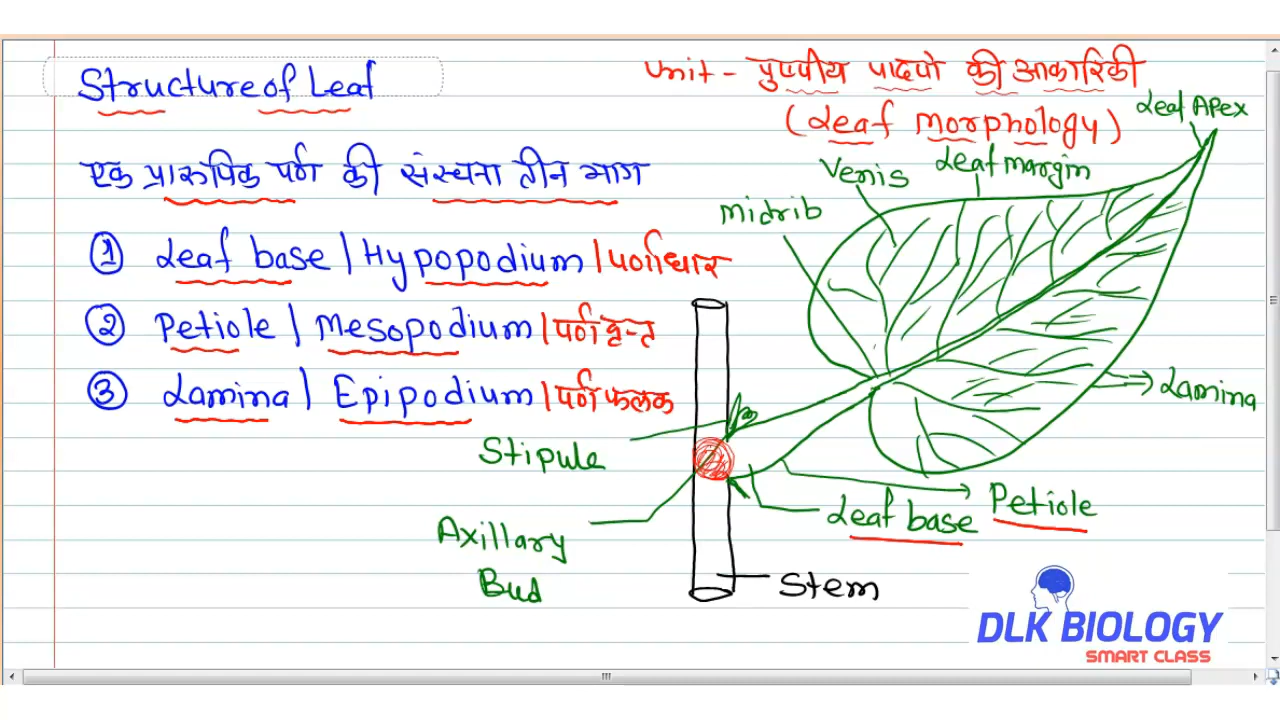 Structure of Leaf
Unit - पुष्पीय पादपो की आकारिकी
(Leaf morphology)
Leaf Apex
एक प्रारूपिक पर्ण की संरचना तीन भाग
Venis
Leaf margin
midrib
① Leaf base | Hypopodium | पर्णाधार
② Petiole | Mesopodium | पर्णवृन्त
③ Lamina | Epipodium | पर्णफलक
Lamina
Stipule
Petiole
Leaf base
Axillary
Bud
Stem
DLK BIOLOGY
SMART CLASS